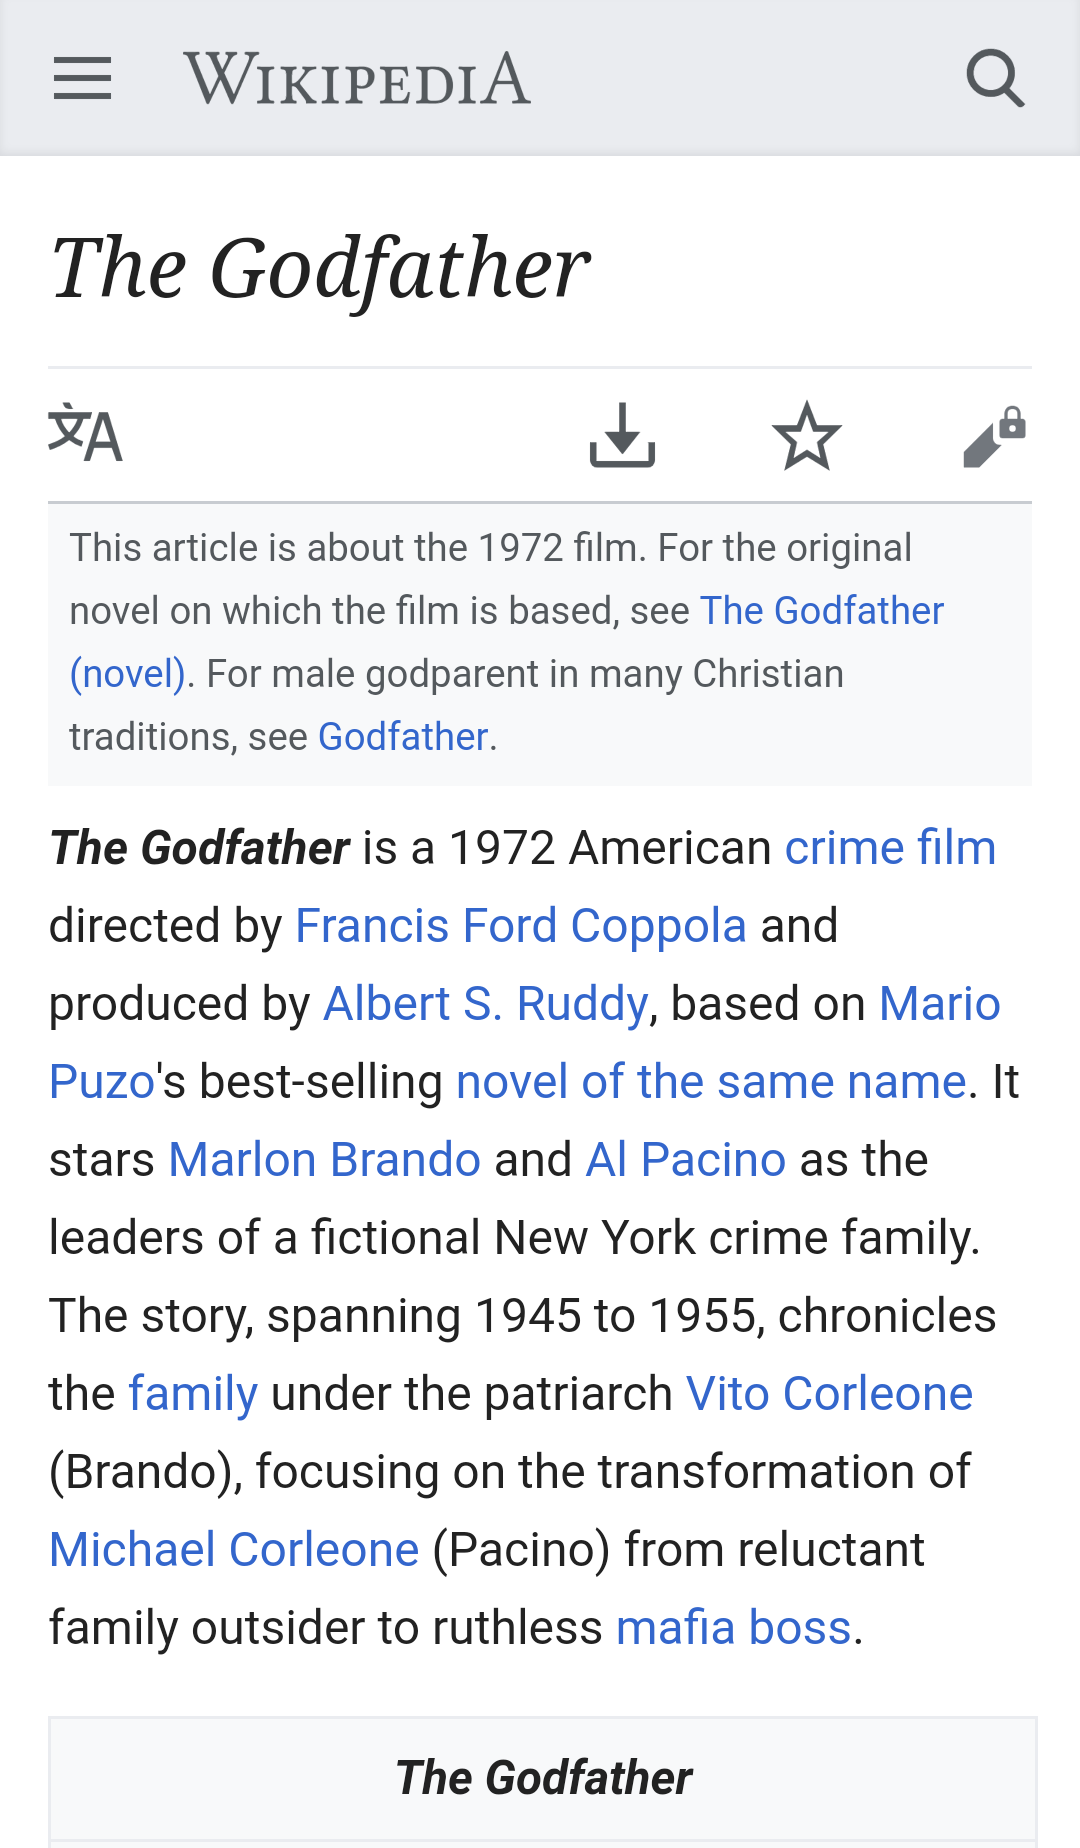 WIKIPEDIA
The Godfather
文A
This article is about the 1972 film. For the original
novel on which the film is based, see The Godfather
(novel). For male godparent in many Christian
traditions, see Godfather.
The Godfather is a 1972 American crime film
directed by Francis Ford Coppola and
produced by Albert S. Ruddy, based on Mario
Puzo's best-selling novel of the same name. It
stars Marlon Brando and Al Pacino as the
leaders of a fictional New York crime family.
The story, spanning 1945 to 1955, chronicles
the family under the patriarch Vito Corleone
(Brando), focusing on the transformation of
Michael Corleone (Pacino) from reluctant
family outsider to ruthless mafia boss.
The Godfather